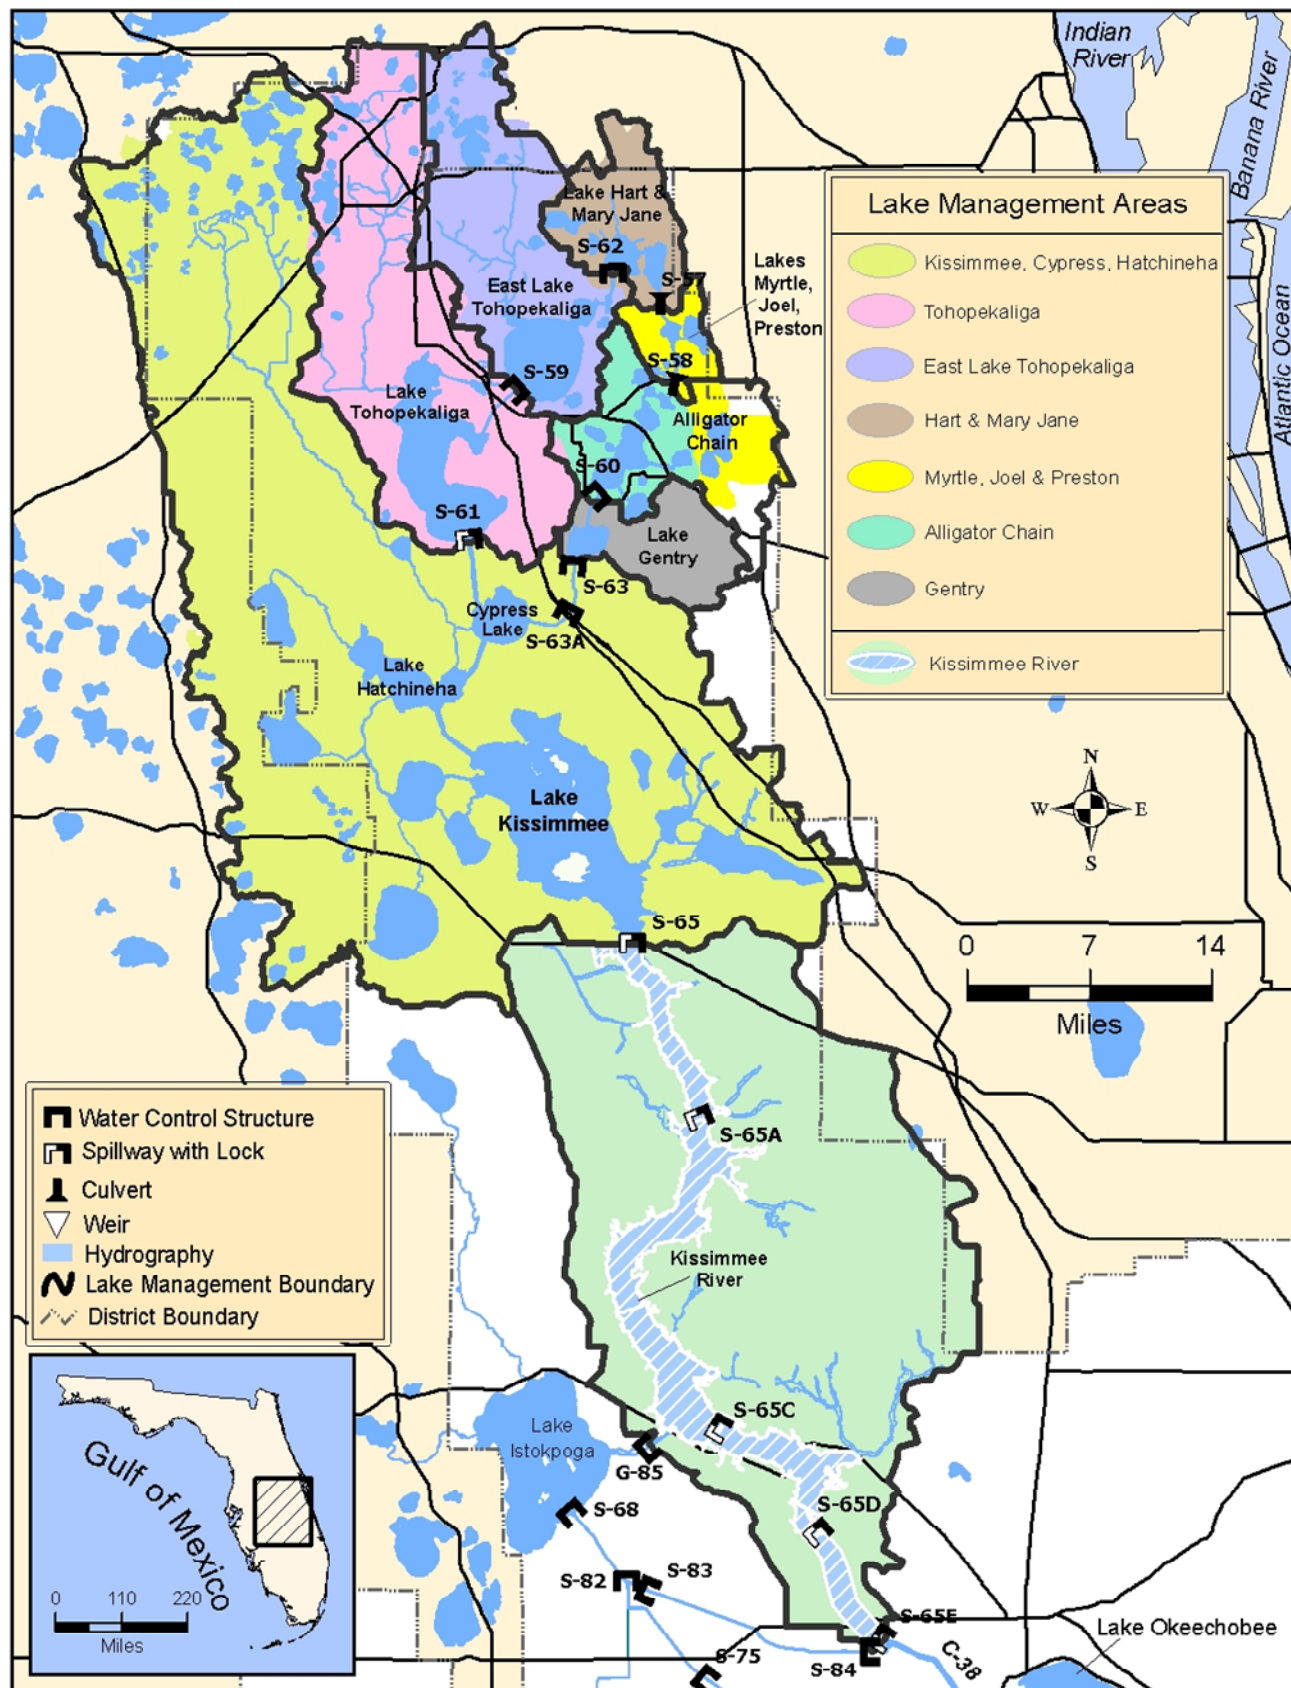 Indian
River
Banana River
Atlantic Ocean
Lake Management Areas
Kissimmee, Cypress, Hatchineha
Tohopekaliga
East Lake Tohopekaliga
Hart & Mary Jane
Myrtle, Joel & Preston
Alligator Chain
Gentry
Kissimmee River
Lake Hart &
Mary Jane
S-62
S-57
Lakes
Myrtle,
Joel,
Preston
East Lake
Tohopekaliga
S-58
S-59
Lake
Tohopekaliga
Alligator
Chain
S-60
S-61
Lake
Gentry
S-63
Cypress
Lake
S-63A
Lake
Hatchineha
Lake
Kissimmee
N
W
E
S
S-65
0 7 14
Miles
S-65A
Kissimmee
River
Water Control Structure
Spillway with Lock
Culvert
Weir
Hydrography
Lake Management Boundary
District Boundary
Gulf of Mexico
0 110 220
Miles
Lake
Istokpoga
S-65C
G-85
S-68
S-65D
S-82
S-83
S-65E
S-84
S-75
C-38
Lake Okeechobee